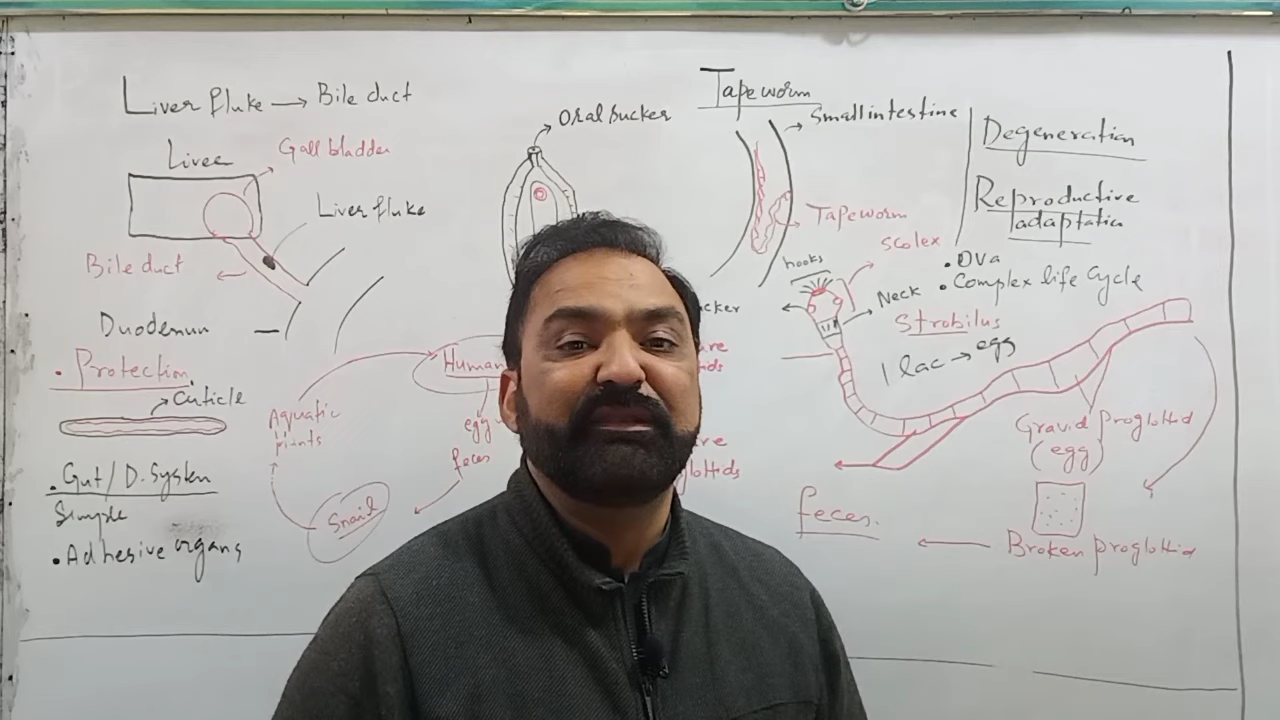 Liver fluke → Bile duct
Liver
Gall bladder
Liver fluke
Bile duct
Duodenum
• Protection
Cuticle
• Gut / D. System
Simple
• Adhesive organs
Oral sucker
Human
egg
feces
Snail
Aquatic
plants
Tapeworm
Small intestine
Tapeworm
Scolex
hooks
Neck
Strobilus
1 lac → egg
Gravid proglottid
(egg)
Broken proglottid
feces.
Degeneration
Reproductive
adaptation
• Ova
• Complex life cycle